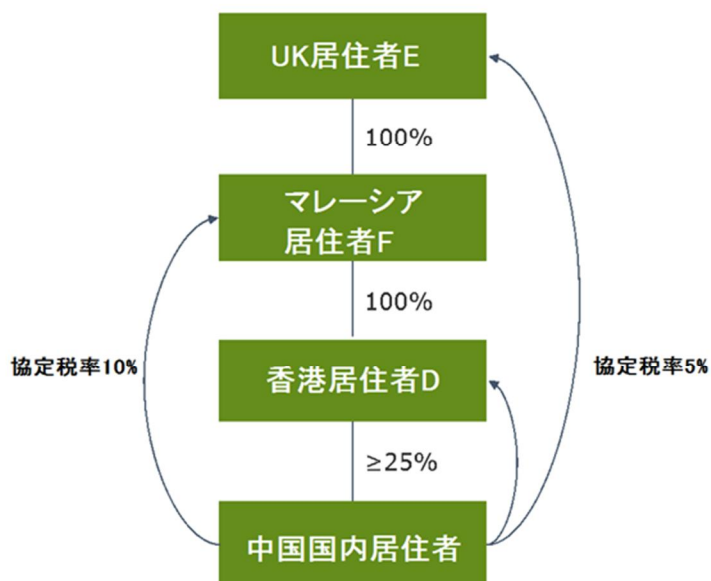 UK居住者E
100%
マレーシア
居住者F
100%
協定税率10%
協定税率5%
香港居住者D
≥25%
中国国内居住者